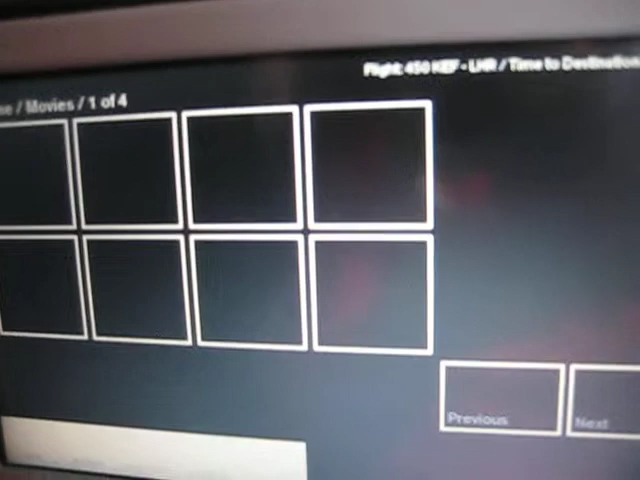 Flight: 450 KEF - LHR / Time to Destination
/ Movies / 1 of 4
Previous
Next